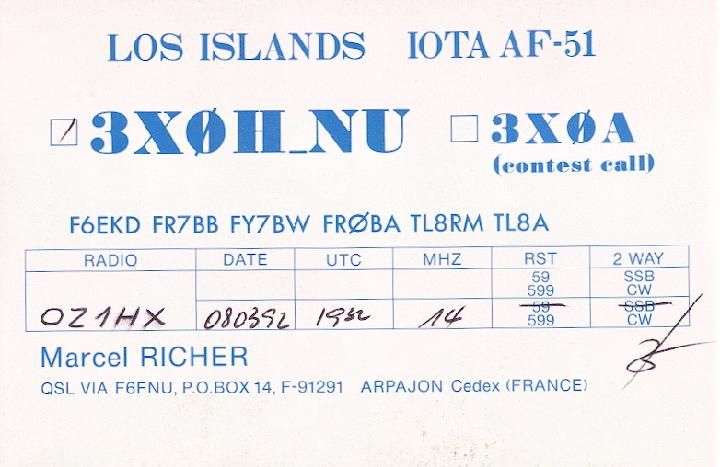 LOS ISLANDS IOTA AF-51
3XØH_NU 3XØA
(contest call)
F6EKD FR7BB FY7BW FRØBA TL8RM TL8A
RADIO DATE UTC MHZ RST 2 WAY
59 SSB
599 CW
OZ1HX 080392 1932 14 59 SSB
599 CW
Marcel RICHER
QSL VIA F6FNU, P.O.BOX 14, F-91291 ARPAJON Cedex (FRANCE)